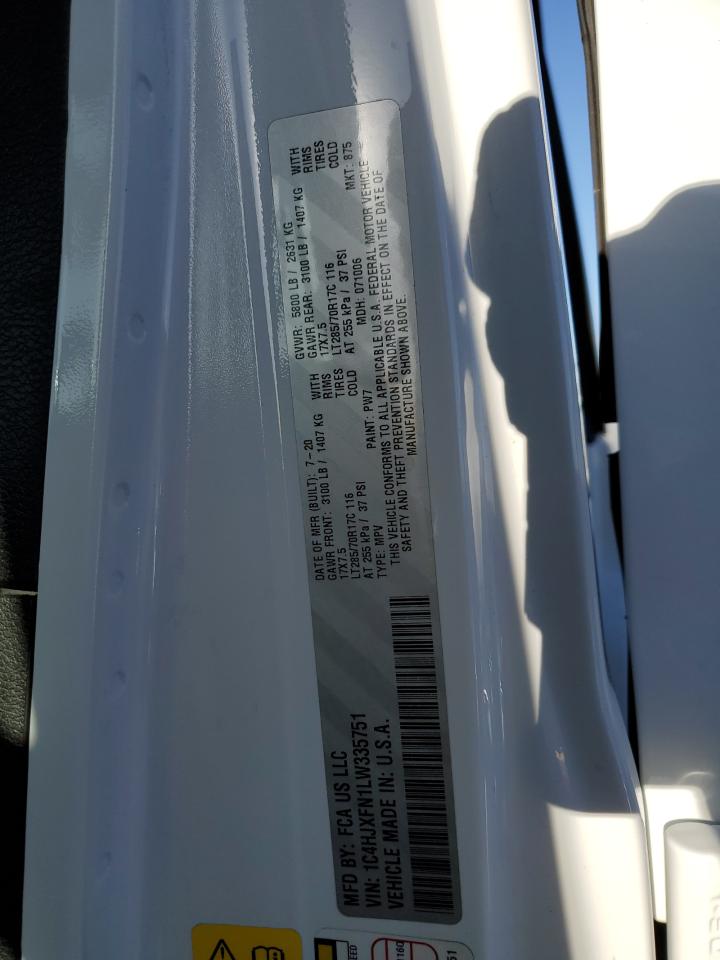 MFD BY: FCA US LLC
VIN: 1C4HJXFN1LW335751
VEHICLE MADE IN: U.S.A.
DATE OF MFR (BUILT): 7-20 GVWR: 5800 LB / 2631 KG
GAWR FRONT: 3100 LB / 1407 KG WITH GAWR REAR: 3100 LB / 1407 KG WITH
17X7.5 RIMS 17X7.5 RIMS
LT285/70R17C 116 TIRES LT285/70R17C 116 TIRES
AT 255 kPa / 37 PSI COLD AT 255 kPa / 37 PSI COLD
TYPE: MPV PAINT: PW7 MDH: 071006 MKT: 875
THIS VEHICLE CONFORMS TO ALL APPLICABLE U.S.A. FEDERAL MOTOR VEHICLE
SAFETY AND THEFT PREVENTION STANDARDS IN EFFECT ON THE DATE OF
MANUFACTURE SHOWN ABOVE.
1160
51